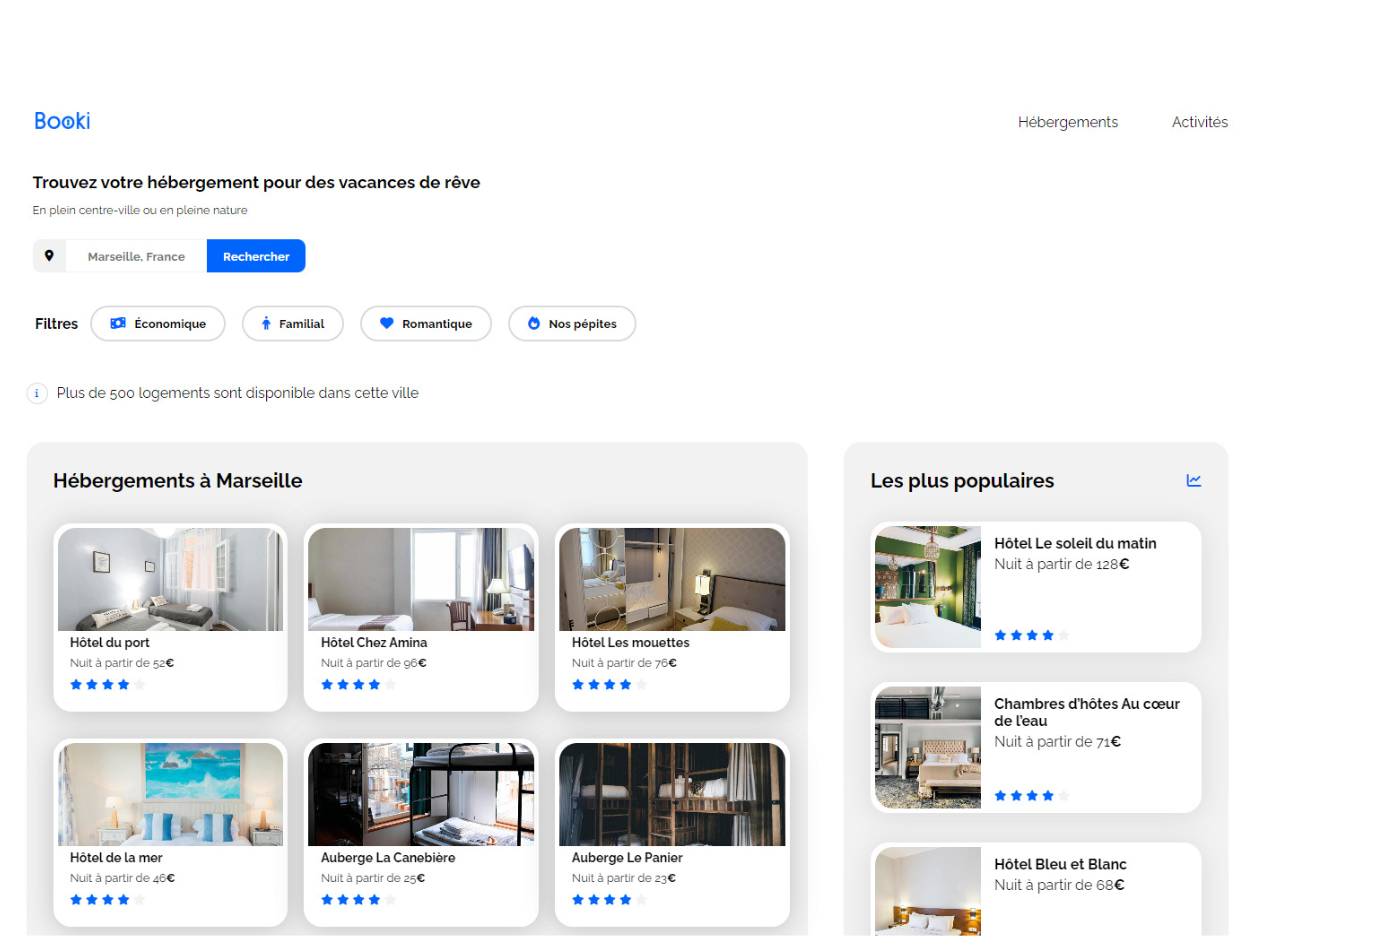 Booki
Hébergements
Activités
Trouvez votre hébergement pour des vacances de rêve
En plein centre-ville ou en pleine nature
Marseille, France
Rechercher
Filtres
Économique
Familial
Romantique
Nos pépites
Plus de 500 logements sont disponible dans cette ville
Hébergements à Marseille
Hôtel du port
Nuit à partir de 52€
Hôtel Chez Amina
Nuit à partir de 96€
Hôtel Les mouettes
Nuit à partir de 76€
Hôtel de la mer
Nuit à partir de 46€
Auberge La Canebière
Nuit à partir de 25€
Auberge Le Panier
Nuit à partir de 23€
Les plus populaires
Hôtel Le soleil du matin
Nuit à partir de 128€
Chambres d'hôtes Au cœur
de l'eau
Nuit à partir de 71€
Hôtel Bleu et Blanc
Nuit à partir de 68€